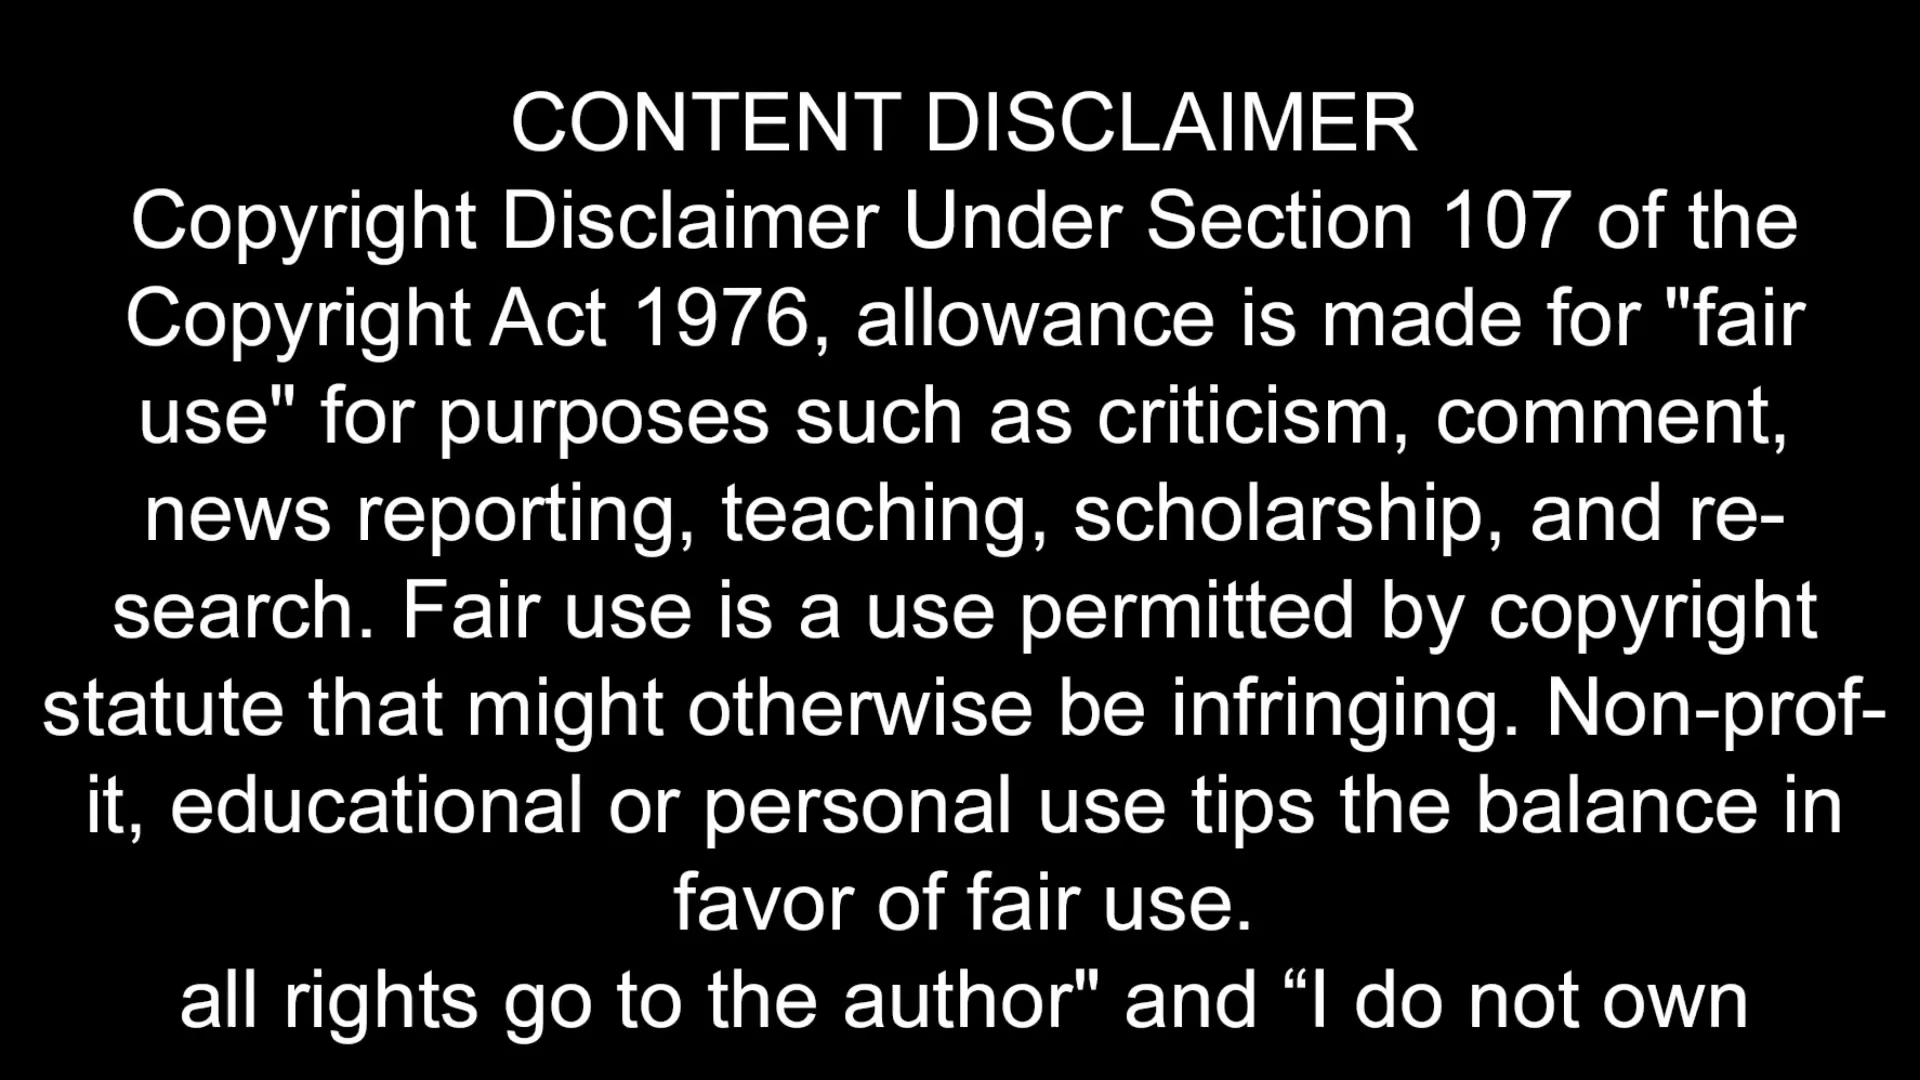 CONTENT DISCLAIMER
Copyright Disclaimer Under Section 107 of the
Copyright Act 1976, allowance is made for "fair
use" for purposes such as criticism, comment,
news reporting, teaching, scholarship, and re-
search. Fair use is a use permitted by copyright
statute that might otherwise be infringing. Non-prof-
it, educational or personal use tips the balance in
favor of fair use.
all rights go to the author" and “I do not own